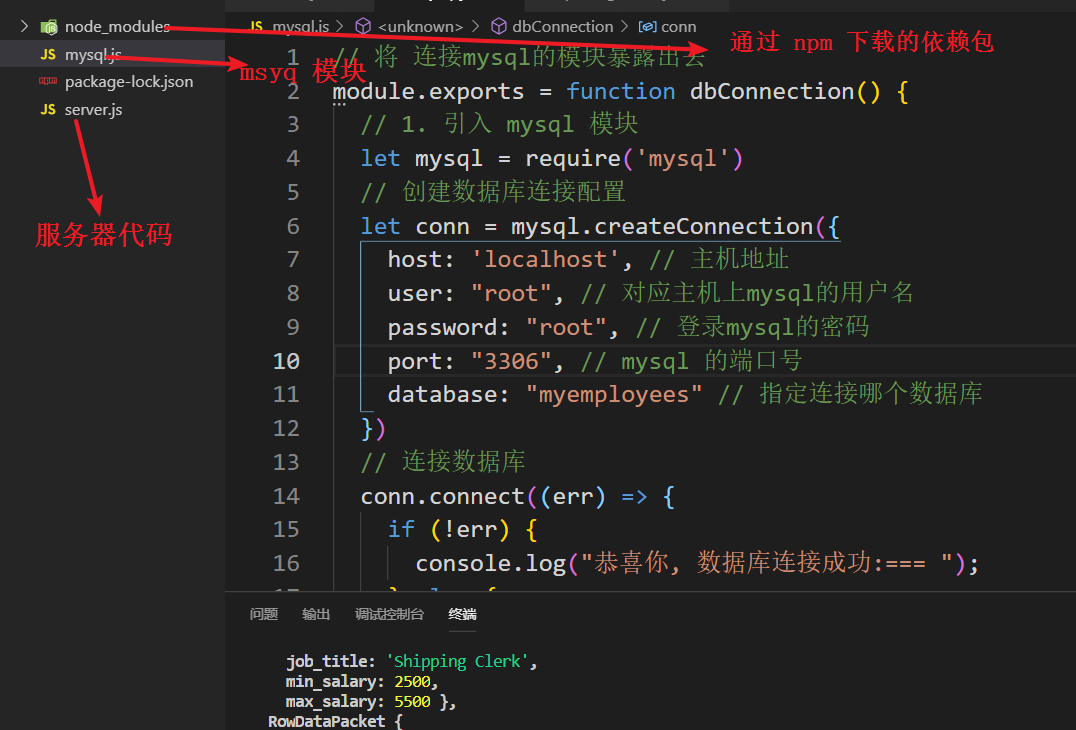 node_modules
JS mysql.js
package-lock.json
JS server.js
服务器代码
msyq 模块
通过 npm 下载的依赖包
JS mysql.js > <unknown> > dbConnection > conn
1 // 将 连接mysql的模块暴露出去
2 module.exports = function dbConnection() {
3 // 1. 引入 mysql 模块
4 let mysql = require('mysql')
5 // 创建数据库连接配置
6 let conn = mysql.createConnection({
7 host: 'localhost', // 主机地址
8 user: "root", // 对应主机上mysql的用户名
9 password: "root", // 登录mysql的密码
10 port: "3306", // mysql 的端口号
11 database: "myemployees" // 指定连接哪个数据库
12 })
13 // 连接数据库
14 conn.connect((err) => {
15 if (!err) {
16 console.log("恭喜你, 数据库连接成功:=== ");
问题 输出 调试控制台 终端
job_title: 'Shipping Clerk',
min_salary: 2500,
max_salary: 5500 },
RowDataPacket {